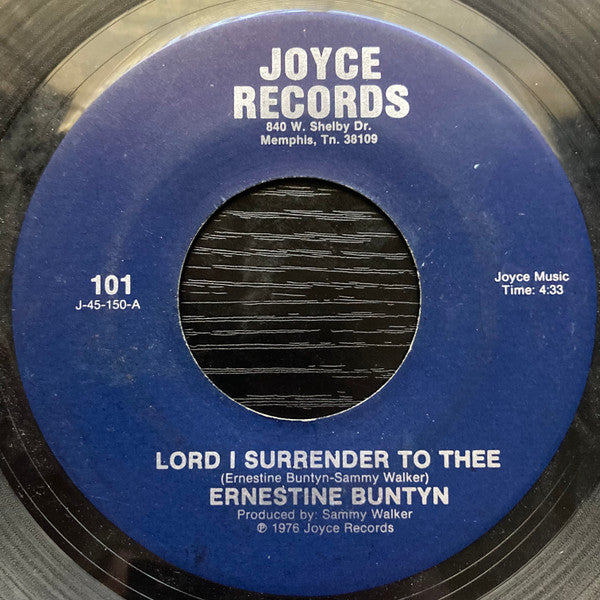 JOYCE
RECORDS
840 W. Shelby Dr.
Memphis, Tn. 38109
101
J-45-150-A
Joyce Music
Time: 4:33
LORD I SURRENDER TO THEE
(Ernestine Buntyn-Sammy Walker)
ERNESTINE BUNTYN
Produced by: Sammy Walker
℗ 1976 Joyce Records